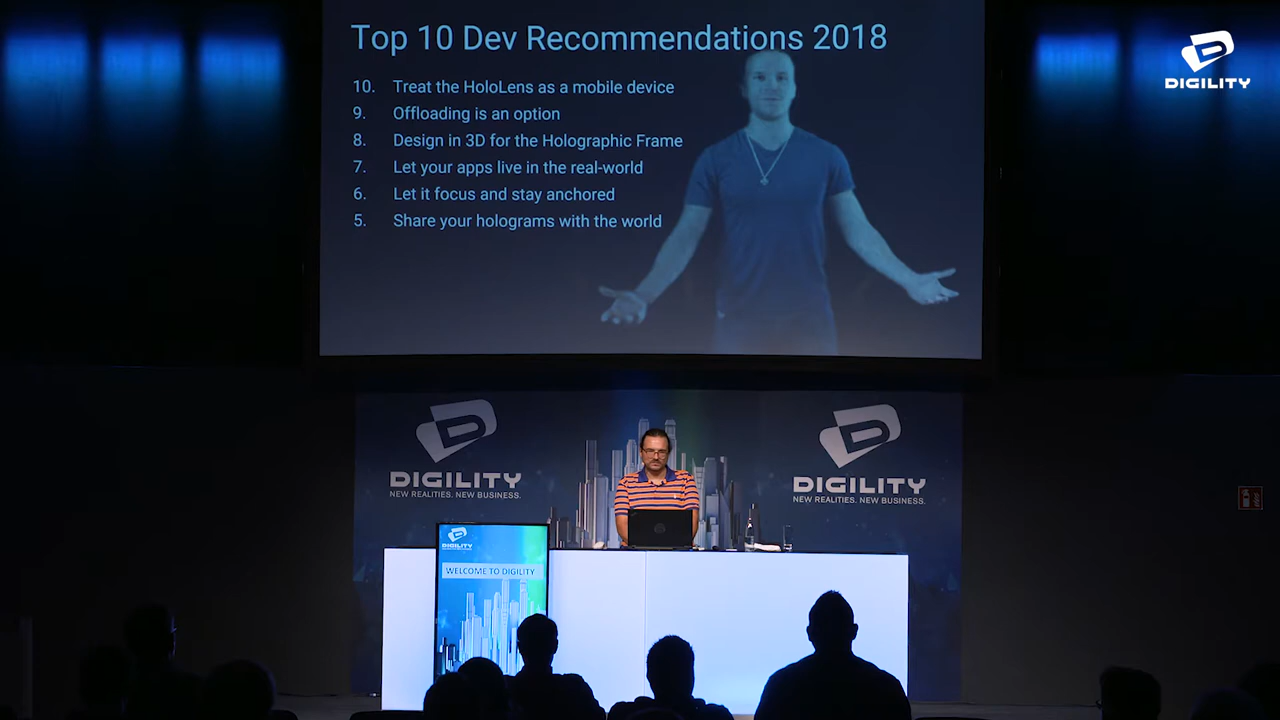 Top 10 Dev Recommendations 2018
10. Treat the HoloLens as a mobile device
9. Offloading is an option
8. Design in 3D for the Holographic Frame
7. Let your apps live in the real-world
6. Let it focus and stay anchored
5. Share your holograms with the world
DIGILITY
DIGILITY
NEW REALITIES. NEW BUSINESS.
DIGILITY
NEW REALITIES. NEW BUSINESS.
DIGILITY
WELCOME TO DIGILITY